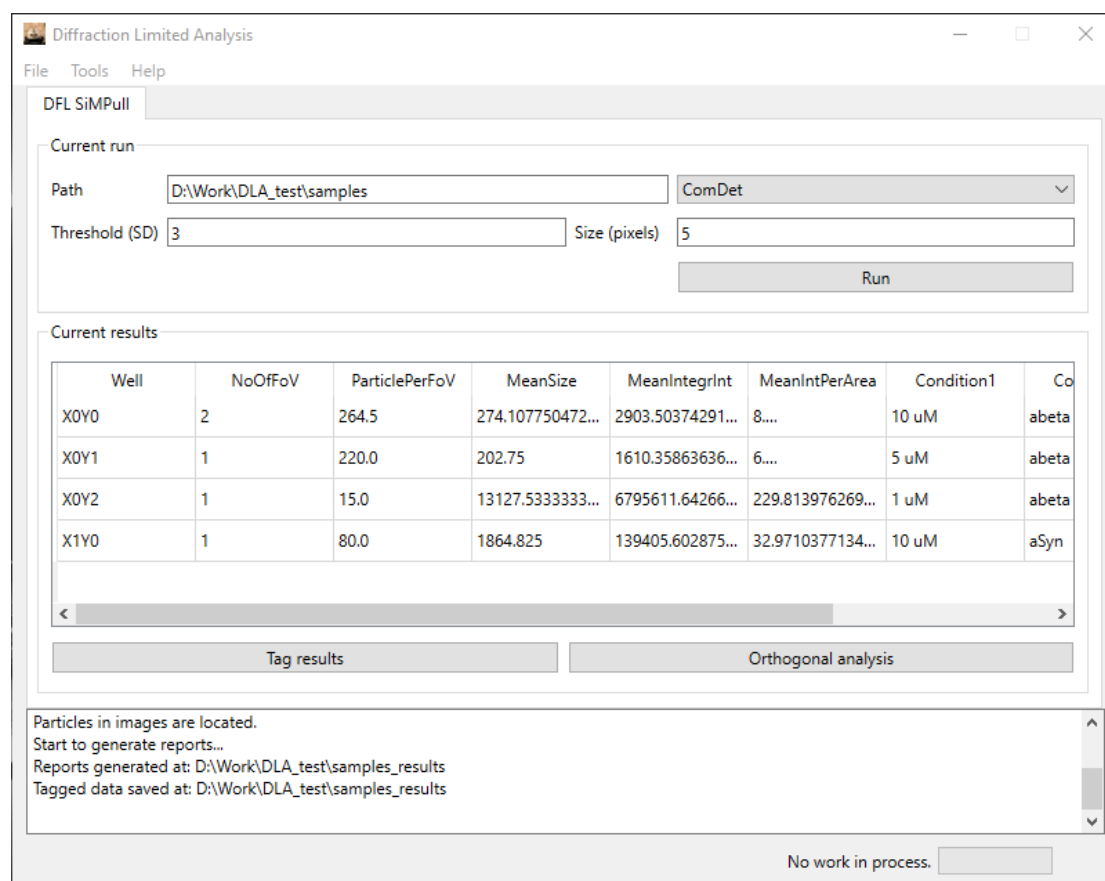 Diffraction Limited Analysis
File Tools Help
DFL SiMPull
Current run
Path D:\Work\DLA_test\samples ComDet
Threshold (SD) 3 Size (pixels) 5
Run
Current results
Well NoOfFoV ParticlePerFoV MeanSize MeanIntegrInt MeanIntPerArea Condition1 Co
X0Y0 2 264.5 274.107750472... 2903.50374291... 8.... 10 uM abeta
X0Y1 1 220.0 202.75 1610.35863636... 6.... 5 uM abeta
X0Y2 1 15.0 13127.5333333... 6795611.64266... 229.813976269... 1 uM abeta
X1Y0 1 80.0 1864.825 139405.602875... 32.9710377134... 10 uM aSyn
Tag results Orthogonal analysis
Particles in images are located.
Start to generate reports...
Reports generated at: D:\Work\DLA_test\samples_results
Tagged data saved at: D:\Work\DLA_test\samples_results
No work in process.